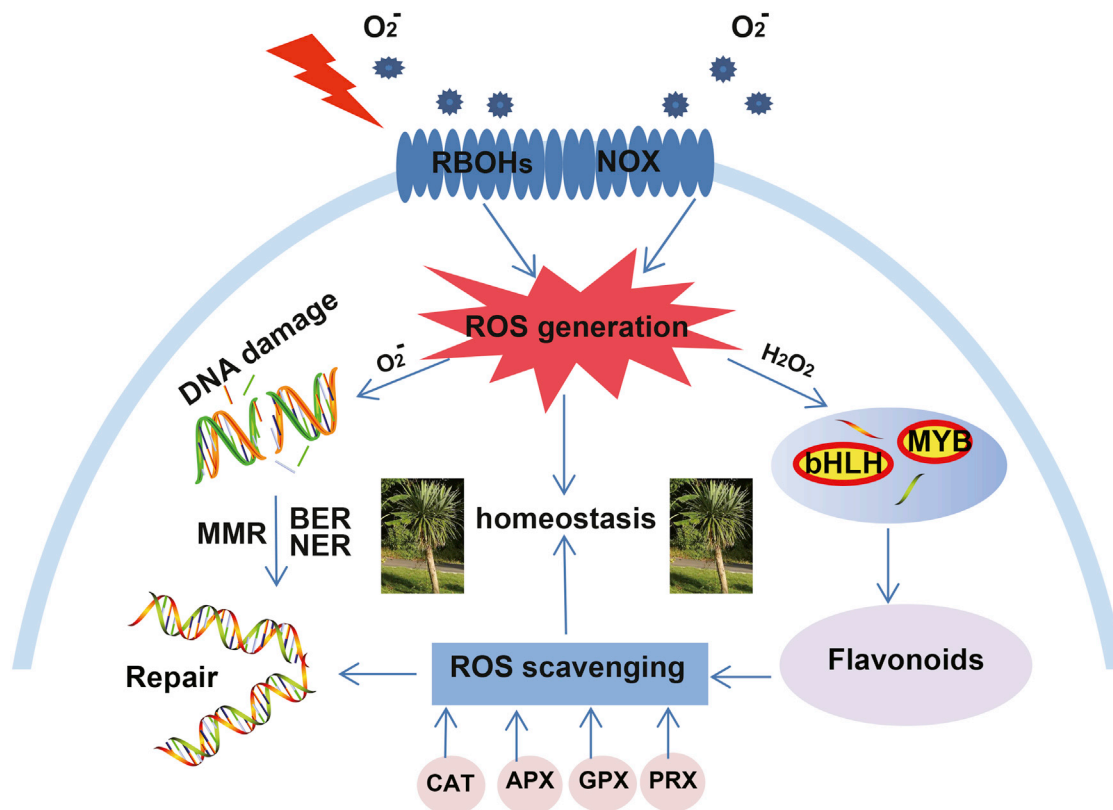 O₂⁻
O₂⁻
RBOHs
NOX
ROS generation
DNA damage
O₂⁻
H₂O₂
bHLH
MYB
MMR
BER
NER
homeostasis
Repair
ROS scavenging
Flavonoids
CAT
APX
GPX
PRX